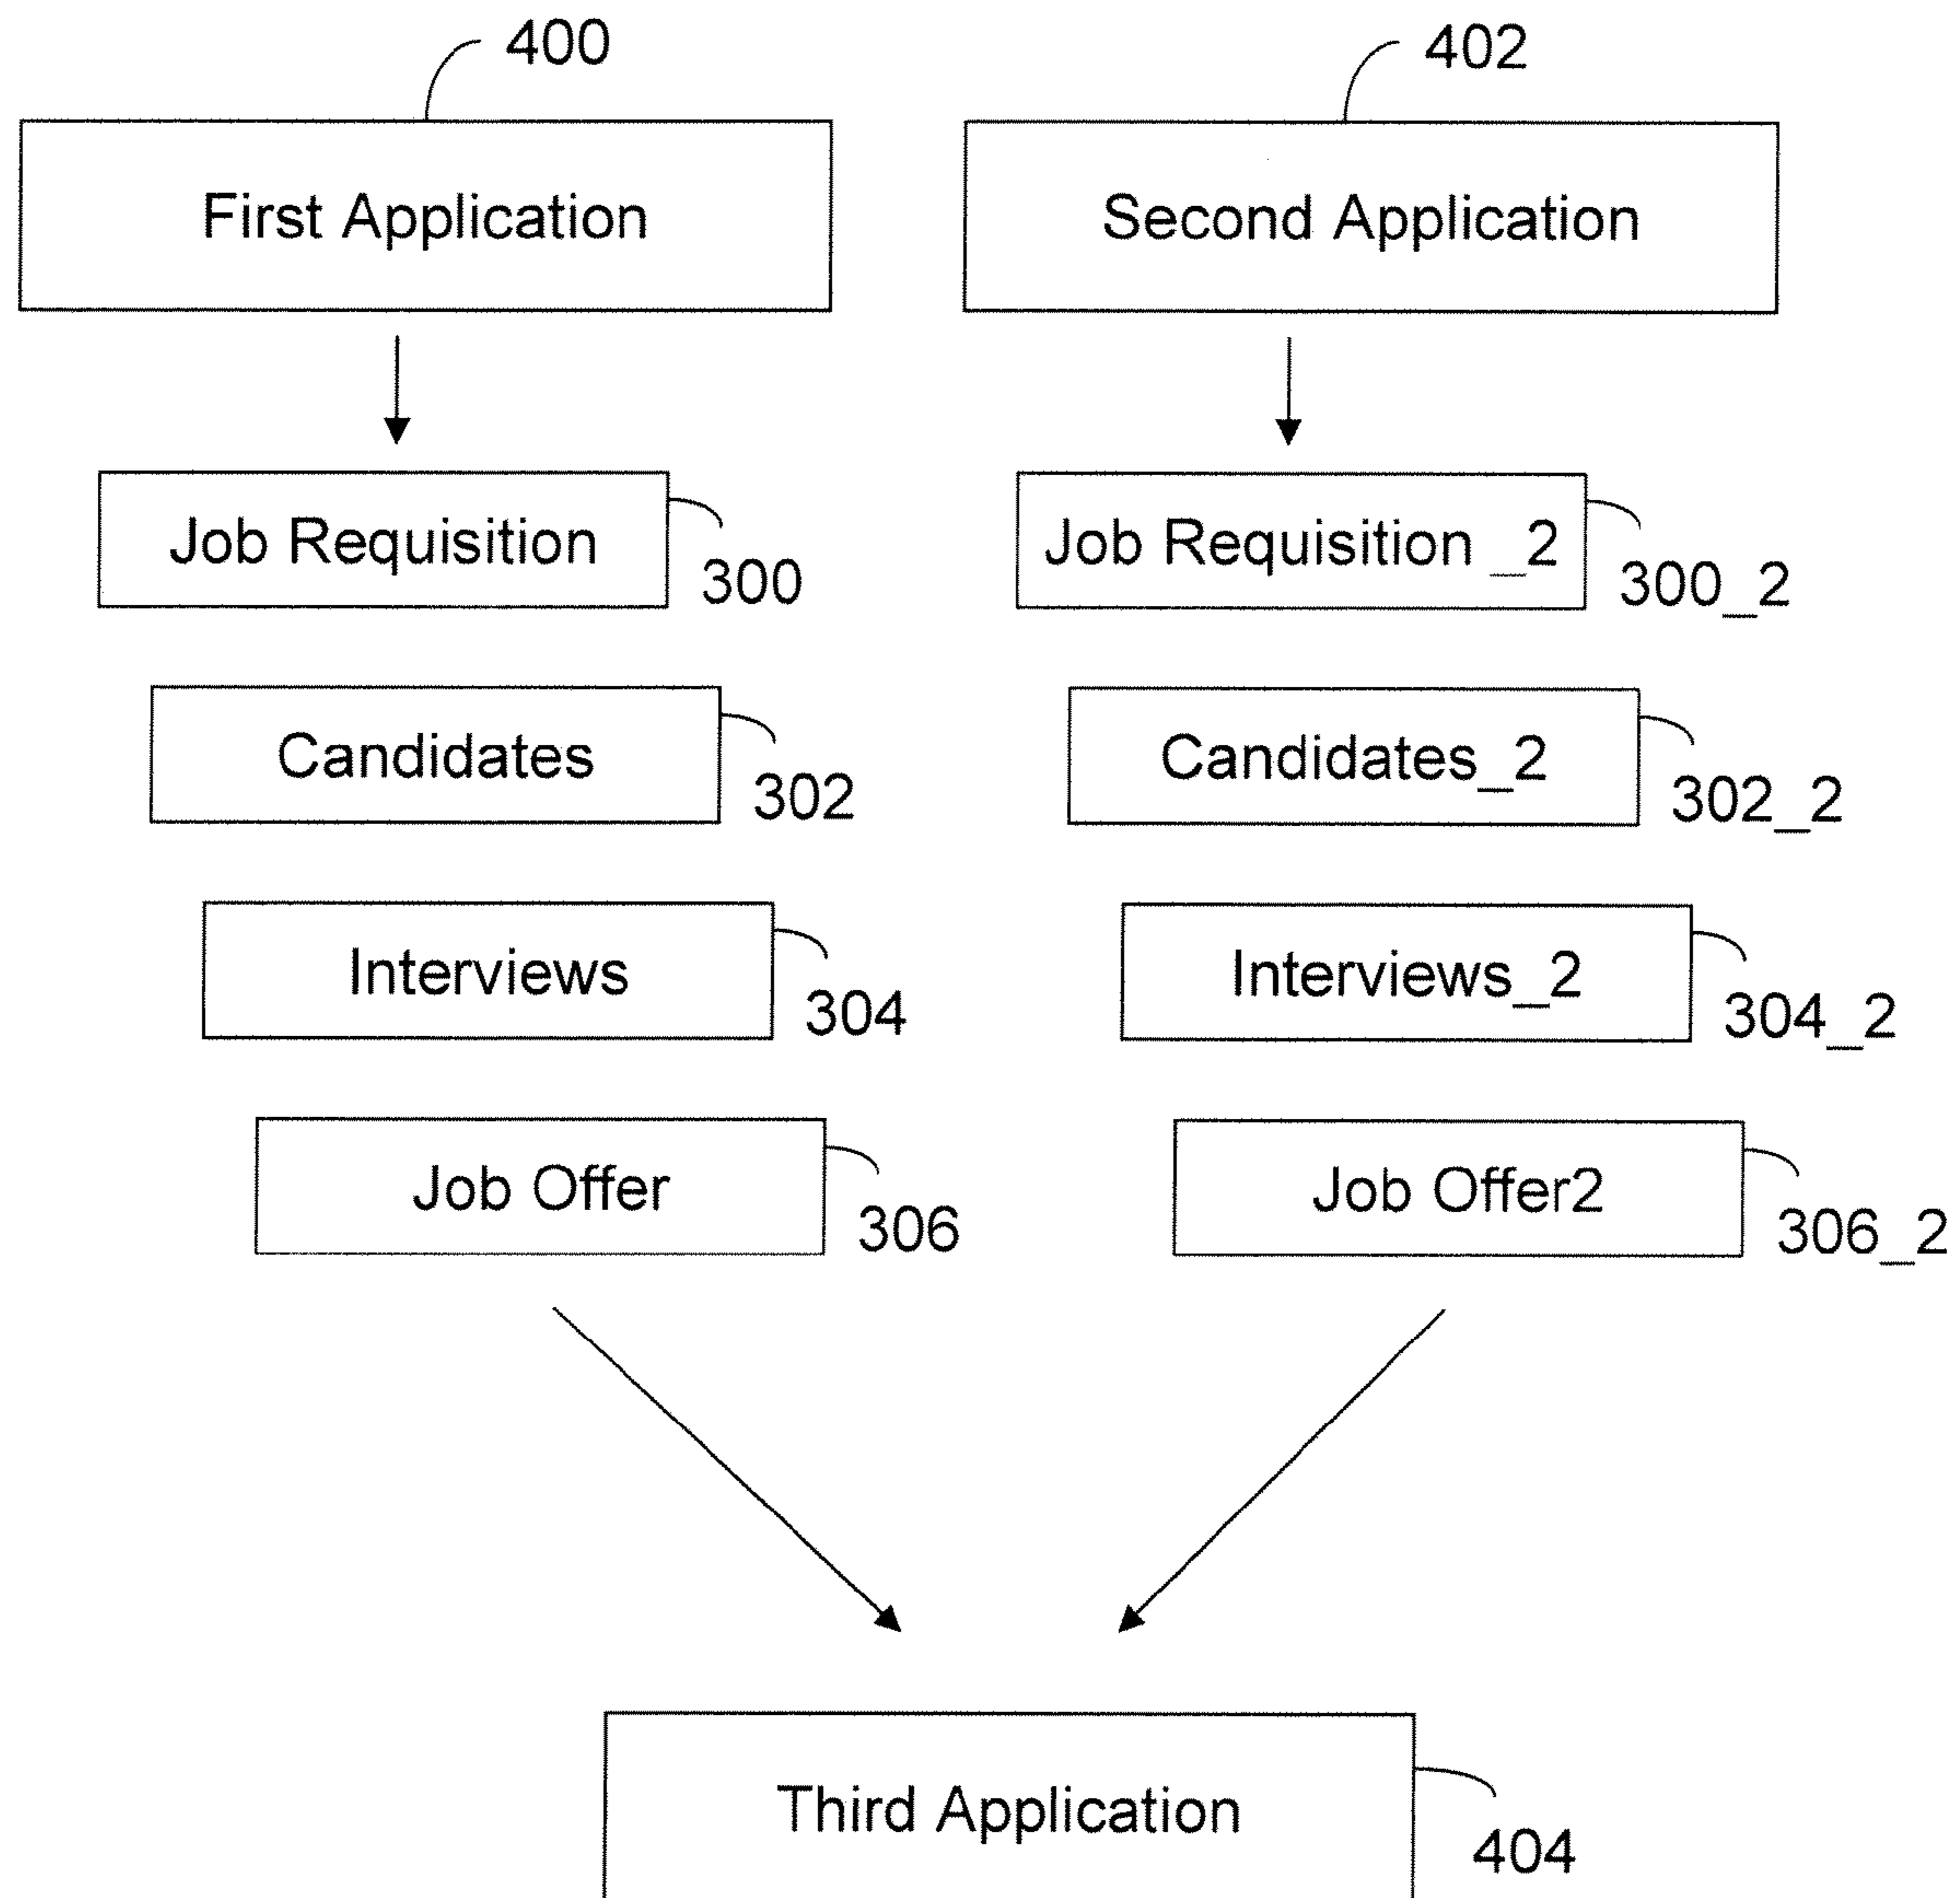 400
402
First Application
Second Application
Job Requisition
300
Job Requisition _2
300_2
Candidates
302
Candidates_2
302_2
Interviews
304
Interviews_2
304_2
Job Offer
306
Job Offer2
306_2
Third Application
404